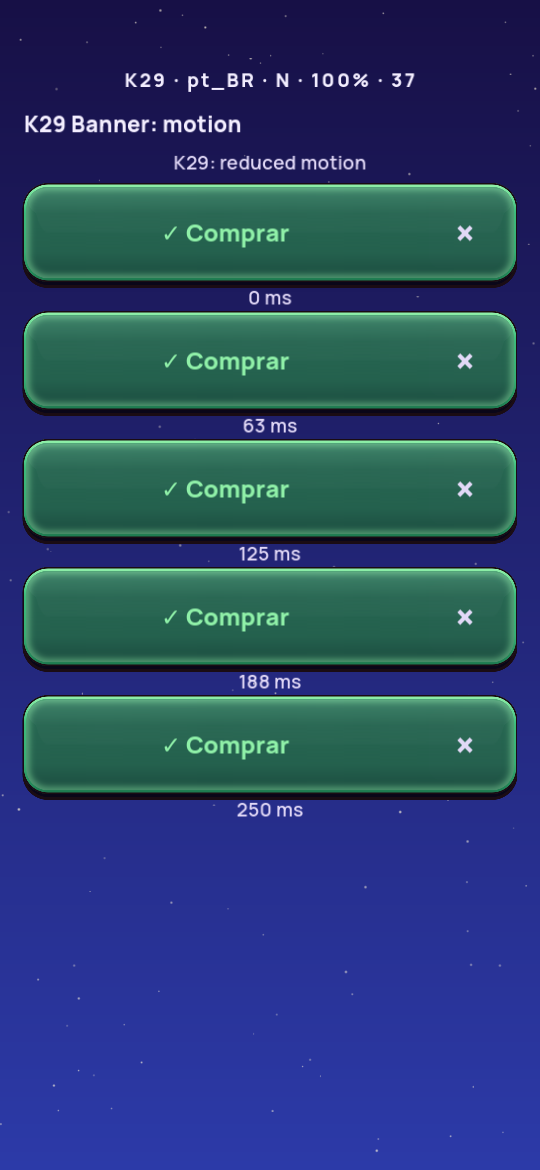 K29 · pt_BR · N · 100% · 37
K29 Banner: motion
K29: reduced motion
✓ Comprar ×
0 ms
✓ Comprar ×
63 ms
✓ Comprar ×
125 ms
✓ Comprar ×
188 ms
✓ Comprar ×
250 ms